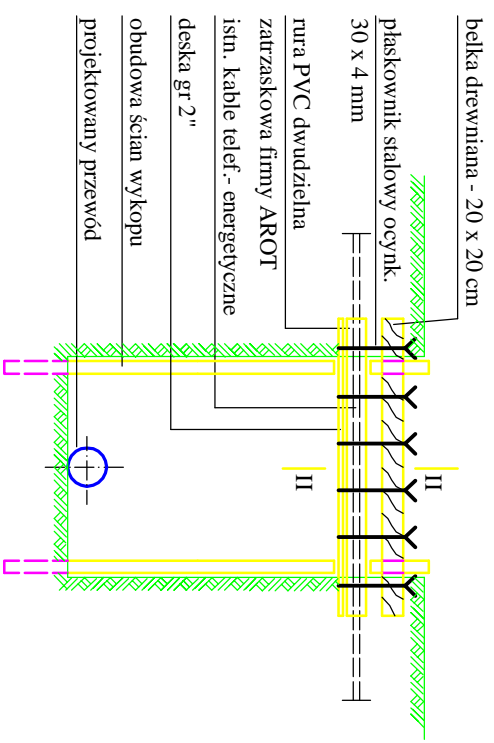 belka drewniana - 20 x 20 cm
płaskownik stalowy ocynk.
30 x 4 mm
rura PVC dwudzielna
zatrzaskowa firmy AROT
istn. kable telef.- energetyczne
deska gr 2"
obudowa ścian wykopu
projektowany przewód
II
II